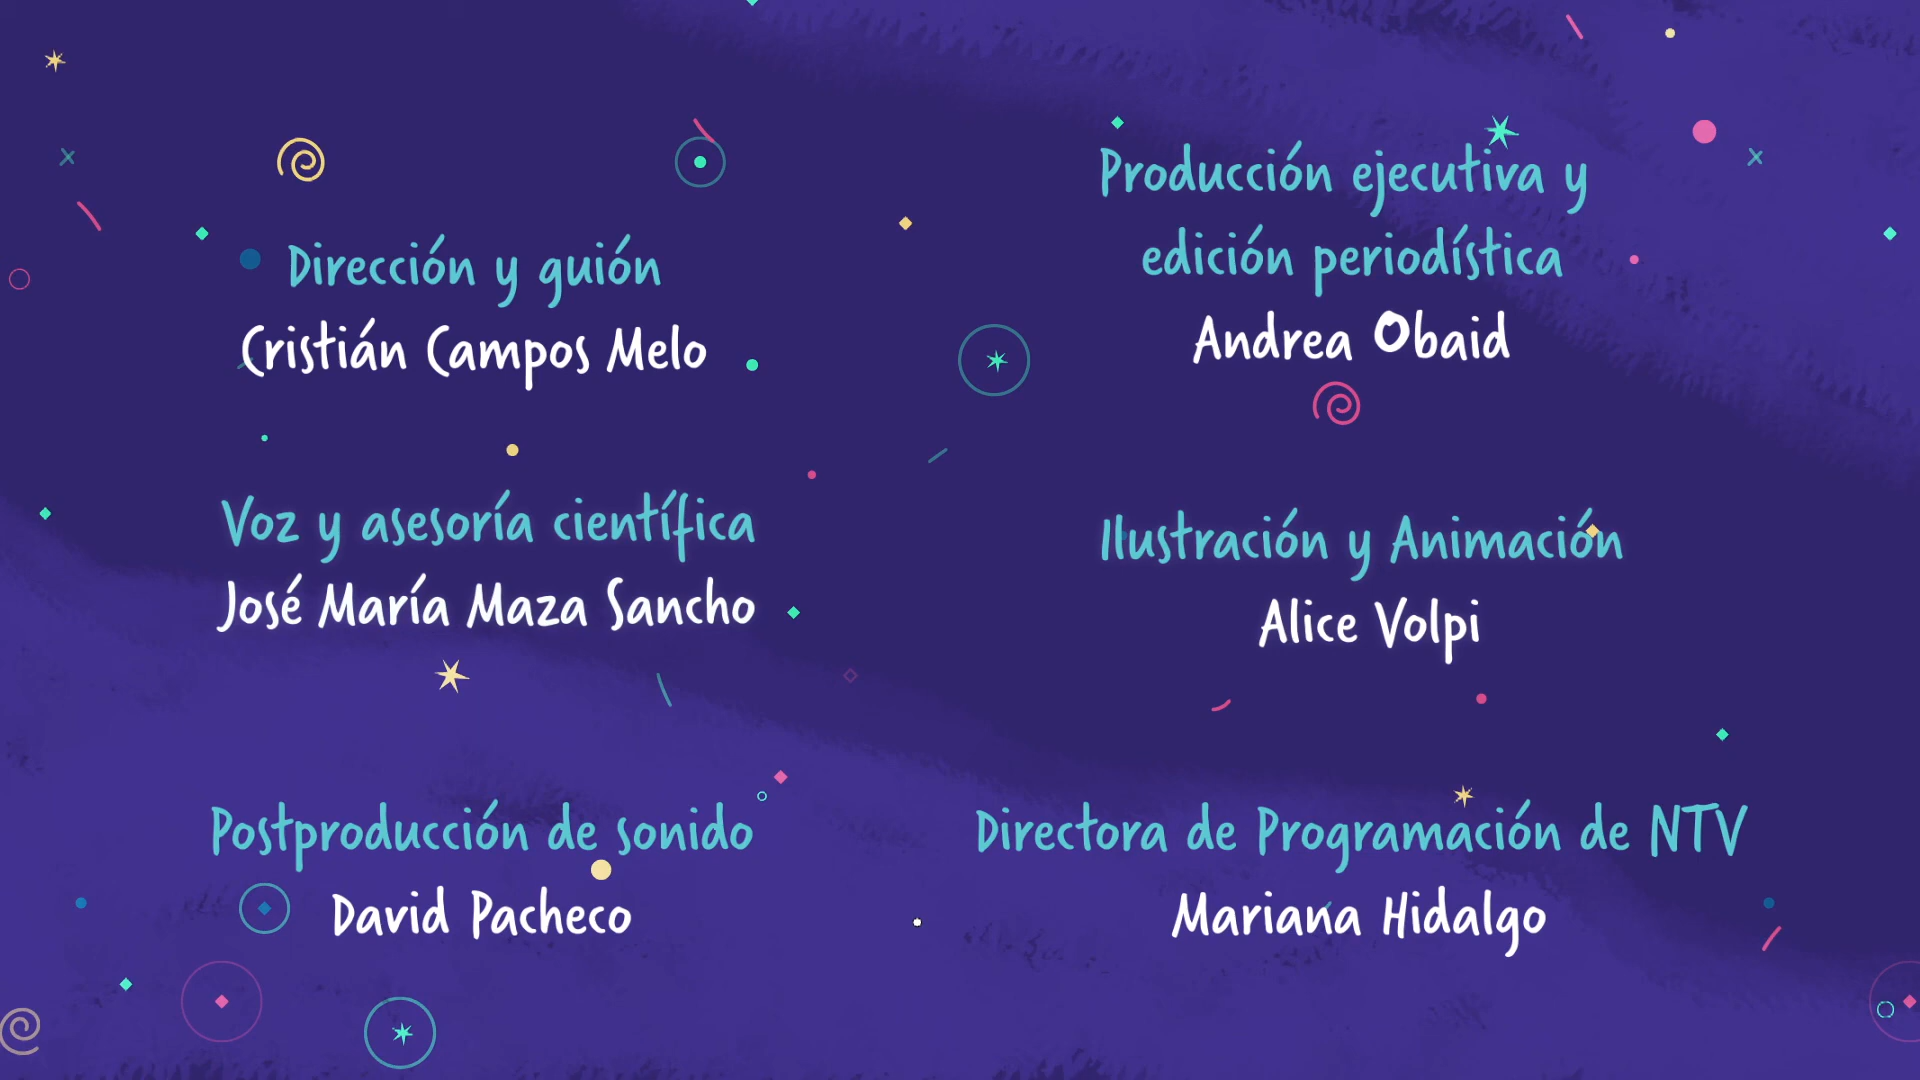 Dirección y guión
Cristián Campos Melo
Voz y asesoría científica
José María Maza Sancho
Postproducción de sonido
David Pacheco
Producción ejecutiva y
edición periodística
Andrea Obaid
Ilustración y Animación
Alice Volpi
Directora de Programación de NTV
Mariana Hidalgo